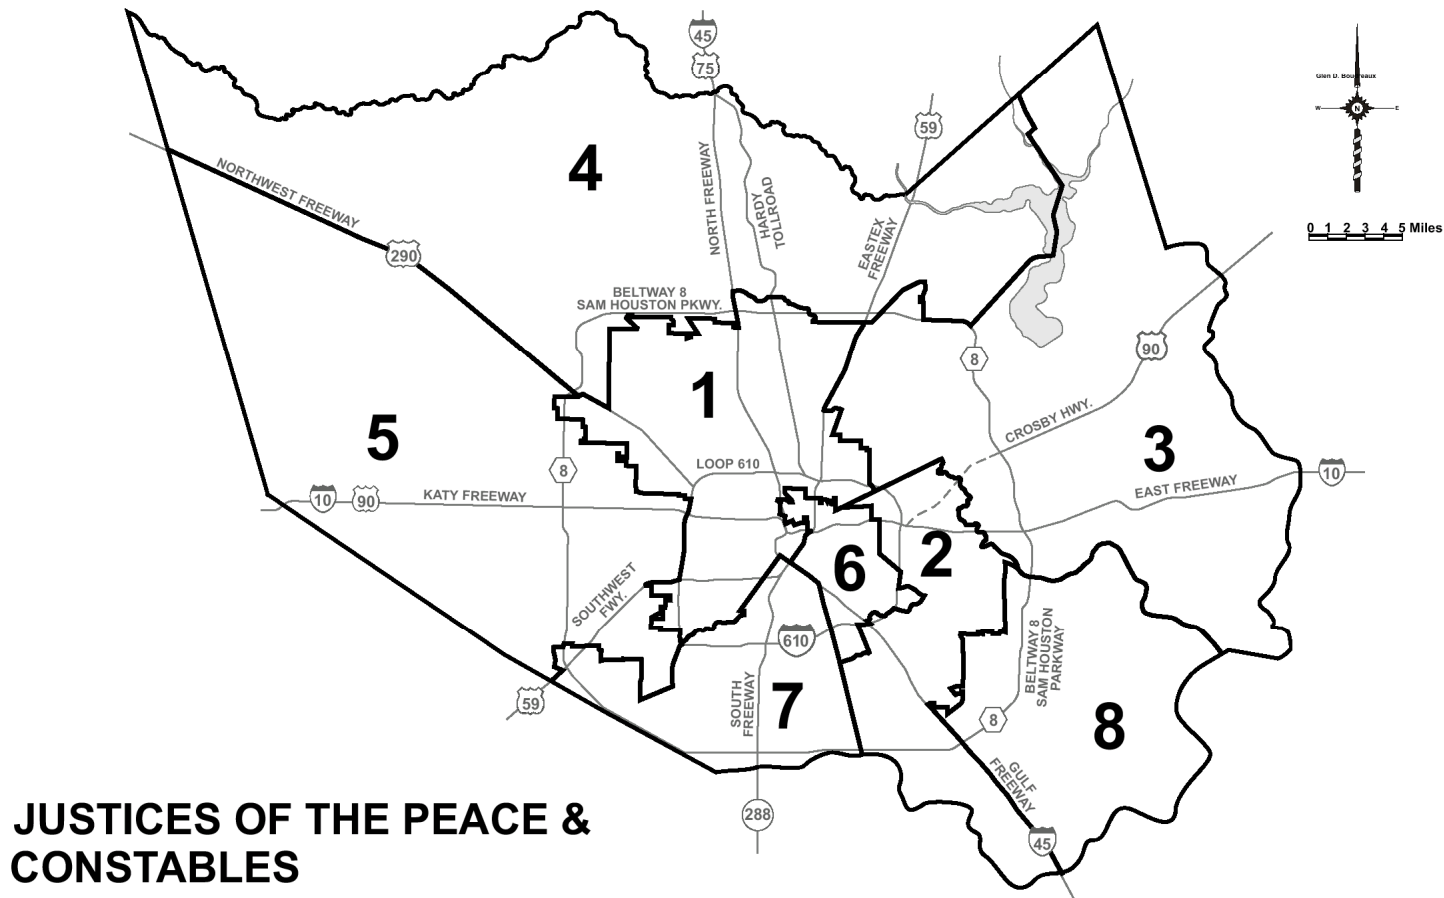 45
75
Glen D. Boudreaux
N
W
E
59
4
NORTHWEST FREEWAY
NORTH FREEWAY
HARDY
TOLLROAD
EASTEX
FREEWAY
0 1 2 3 4 5 Miles
290
BELTWAY 8
SAM HOUSTON PKWY.
8
90
1
5
CROSBY HWY.
3
LOOP 610
8
10
90
KATY FREEWAY
EAST FREEWAY
10
6
2
SOUTHWEST
FWY.
610
BELTWAY 8
SAM HOUSTON
PARKWAY
59
SOUTH
FREEWAY
7
8
8
GULF
FREEWAY
288
45
JUSTICES OF THE PEACE &
CONSTABLES